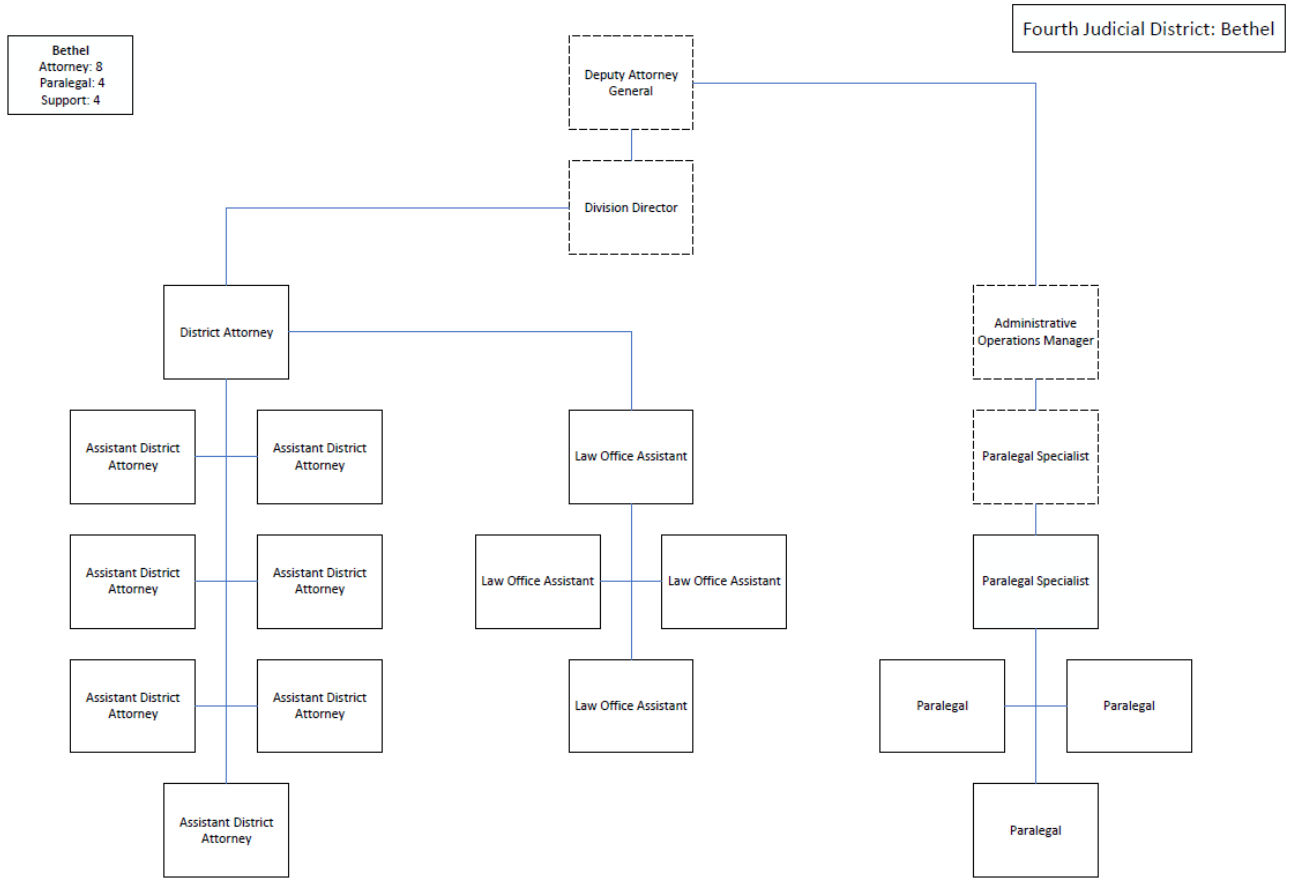 Fourth Judicial District: Bethel
Bethel
Attorney: 8
Paralegal: 4
Support: 4
Deputy Attorney
General
Division Director
District Attorney
Administrative
Operations Manager
Assistant District
Attorney
Assistant District
Attorney
Law Office Assistant
Paralegal Specialist
Assistant District
Attorney
Assistant District
Attorney
Law Office Assistant
Law Office Assistant
Paralegal Specialist
Assistant District
Attorney
Assistant District
Attorney
Law Office Assistant
Paralegal
Paralegal
Assistant District
Attorney
Paralegal